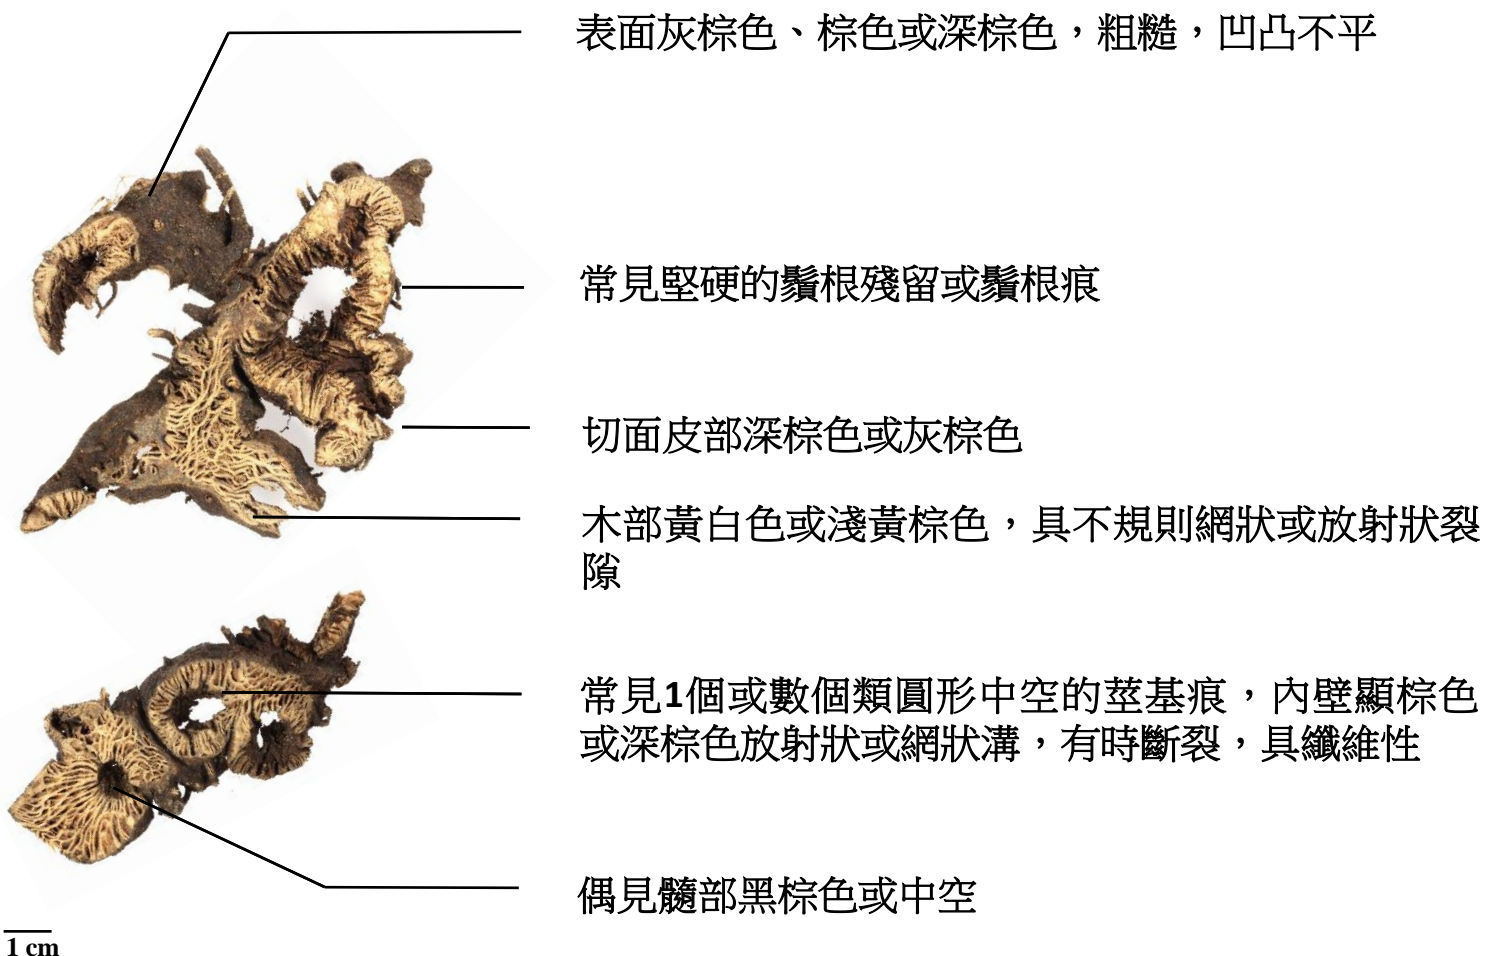 表面灰棕色、棕色或深棕色，粗糙，凹凸不平
常見堅硬的鬚根殘留或鬚根痕
切面皮部深棕色或灰棕色
木部黃白色或淺黃棕色，具不規則網狀或放射狀裂
隙
常見1個或數個類圓形中空的莖基痕，內壁顯棕色
或深棕色放射狀或網狀溝，有時斷裂，具纖維性
偶見髓部黑棕色或中空
1 cm